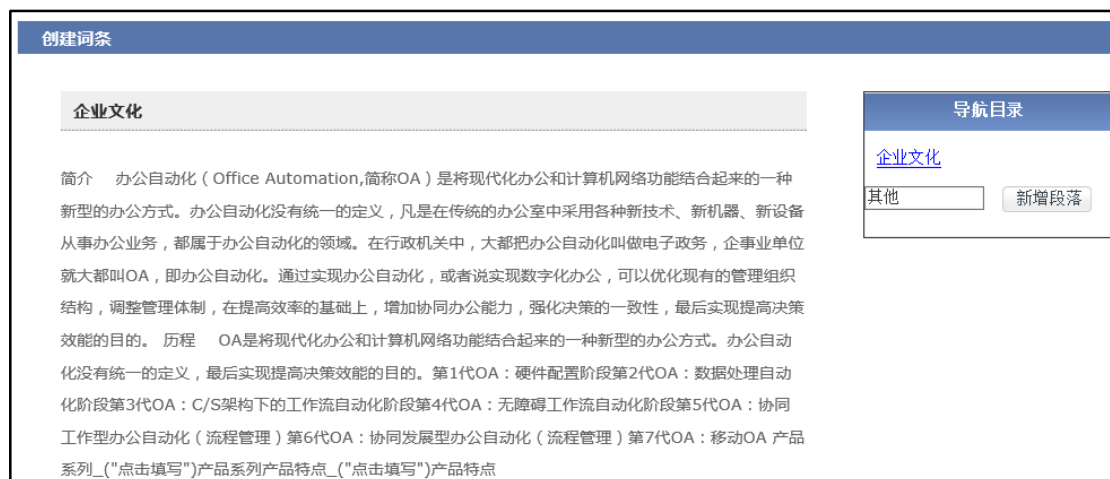 创建词条
企业文化
简介 办公自动化（Office Automation,简称OA）是将现代化办公和计算机网络功能结合起来的一种
新型的办公方式。办公自动化没有统一的定义，凡是在传统的办公室中采用各种新技术、新机器、新设备
从事办公业务，都属于办公自动化的领域。在行政机关中，大都把办公自动化叫做电子政务，企事业单位
就大都叫OA，即办公自动化。通过实现办公自动化，或者说实现数字化办公，可以优化现有的管理组织
结构，调整管理体制，在提高效率的基础上，增加协同办公能力，强化决策的一致性，最后实现提高决策
效能的目的。 历程 OA是将现代化办公和计算机网络功能结合起来的一种新型的办公方式。办公自动
化没有统一的定义，最后实现提高决策效能的目的。第1代OA：硬件配置阶段第2代OA：数据处理自动
化阶段第3代OA：C/S架构下的工作流自动化阶段第4代OA：无障碍工作流自动化阶段第5代OA：协同
工作型办公自动化（流程管理）第6代OA：协同发展型办公自动化（流程管理）第7代OA：移动OA 产品
系列_("点击填写")产品系列产品特点_("点击填写")产品特点
导航目录
企业文化
其他 新增段落